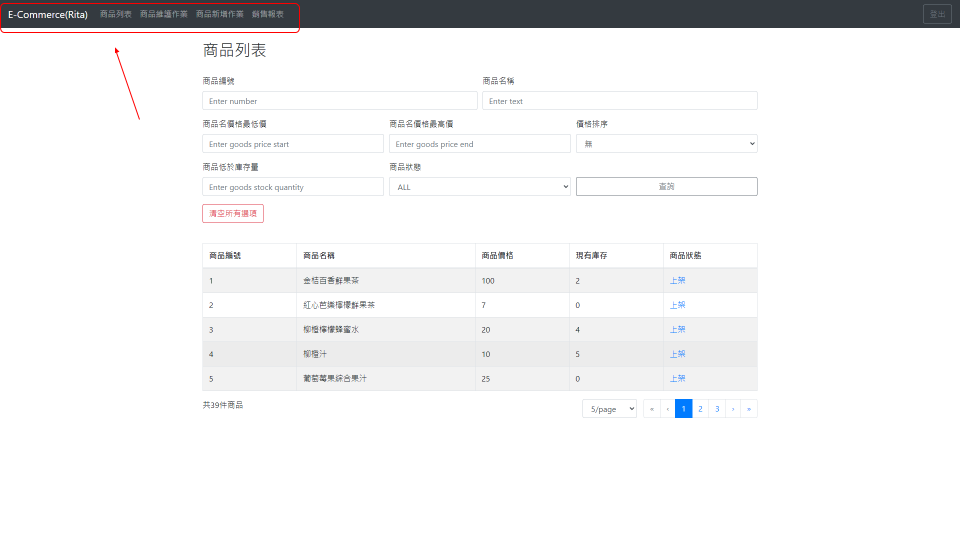 E-Commerce(Rita) 商品列表 商品維護作業 商品新增作業 銷售報表 登出
商品列表
商品編號 商品名稱
Enter number Enter text
商品名價格最低價 商品名價格最高價 價格排序
Enter goods price start Enter goods price end 無
商品低於庫存量 商品狀態
Enter goods stock quantity ALL 查詢
清空所有選項
商品編號 商品名稱 商品價格 現有庫存 商品狀態
1 金桔百香鮮果茶 100 2 上架
2 紅心芭樂檸檬鮮果茶 7 0 上架
3 柳橙檸檬蜂蜜水 20 4 上架
4 柳橙汁 10 5 上架
5 葡萄莓果綜合果汁 25 0 上架
共39件商品 5/page « ‹ 1 2 3 › »